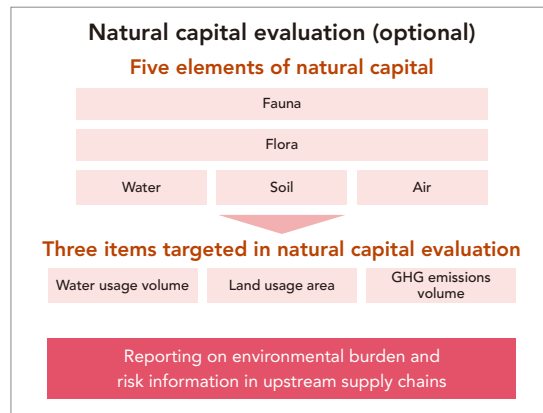 Natural capital evaluation (optional)
Five elements of natural capital
Fauna
Flora
Water Soil Air
Three items targeted in natural capital evaluation
Water usage volume Land usage area GHG emissions
volume
Reporting on environmental burden and
risk information in upstream supply chains